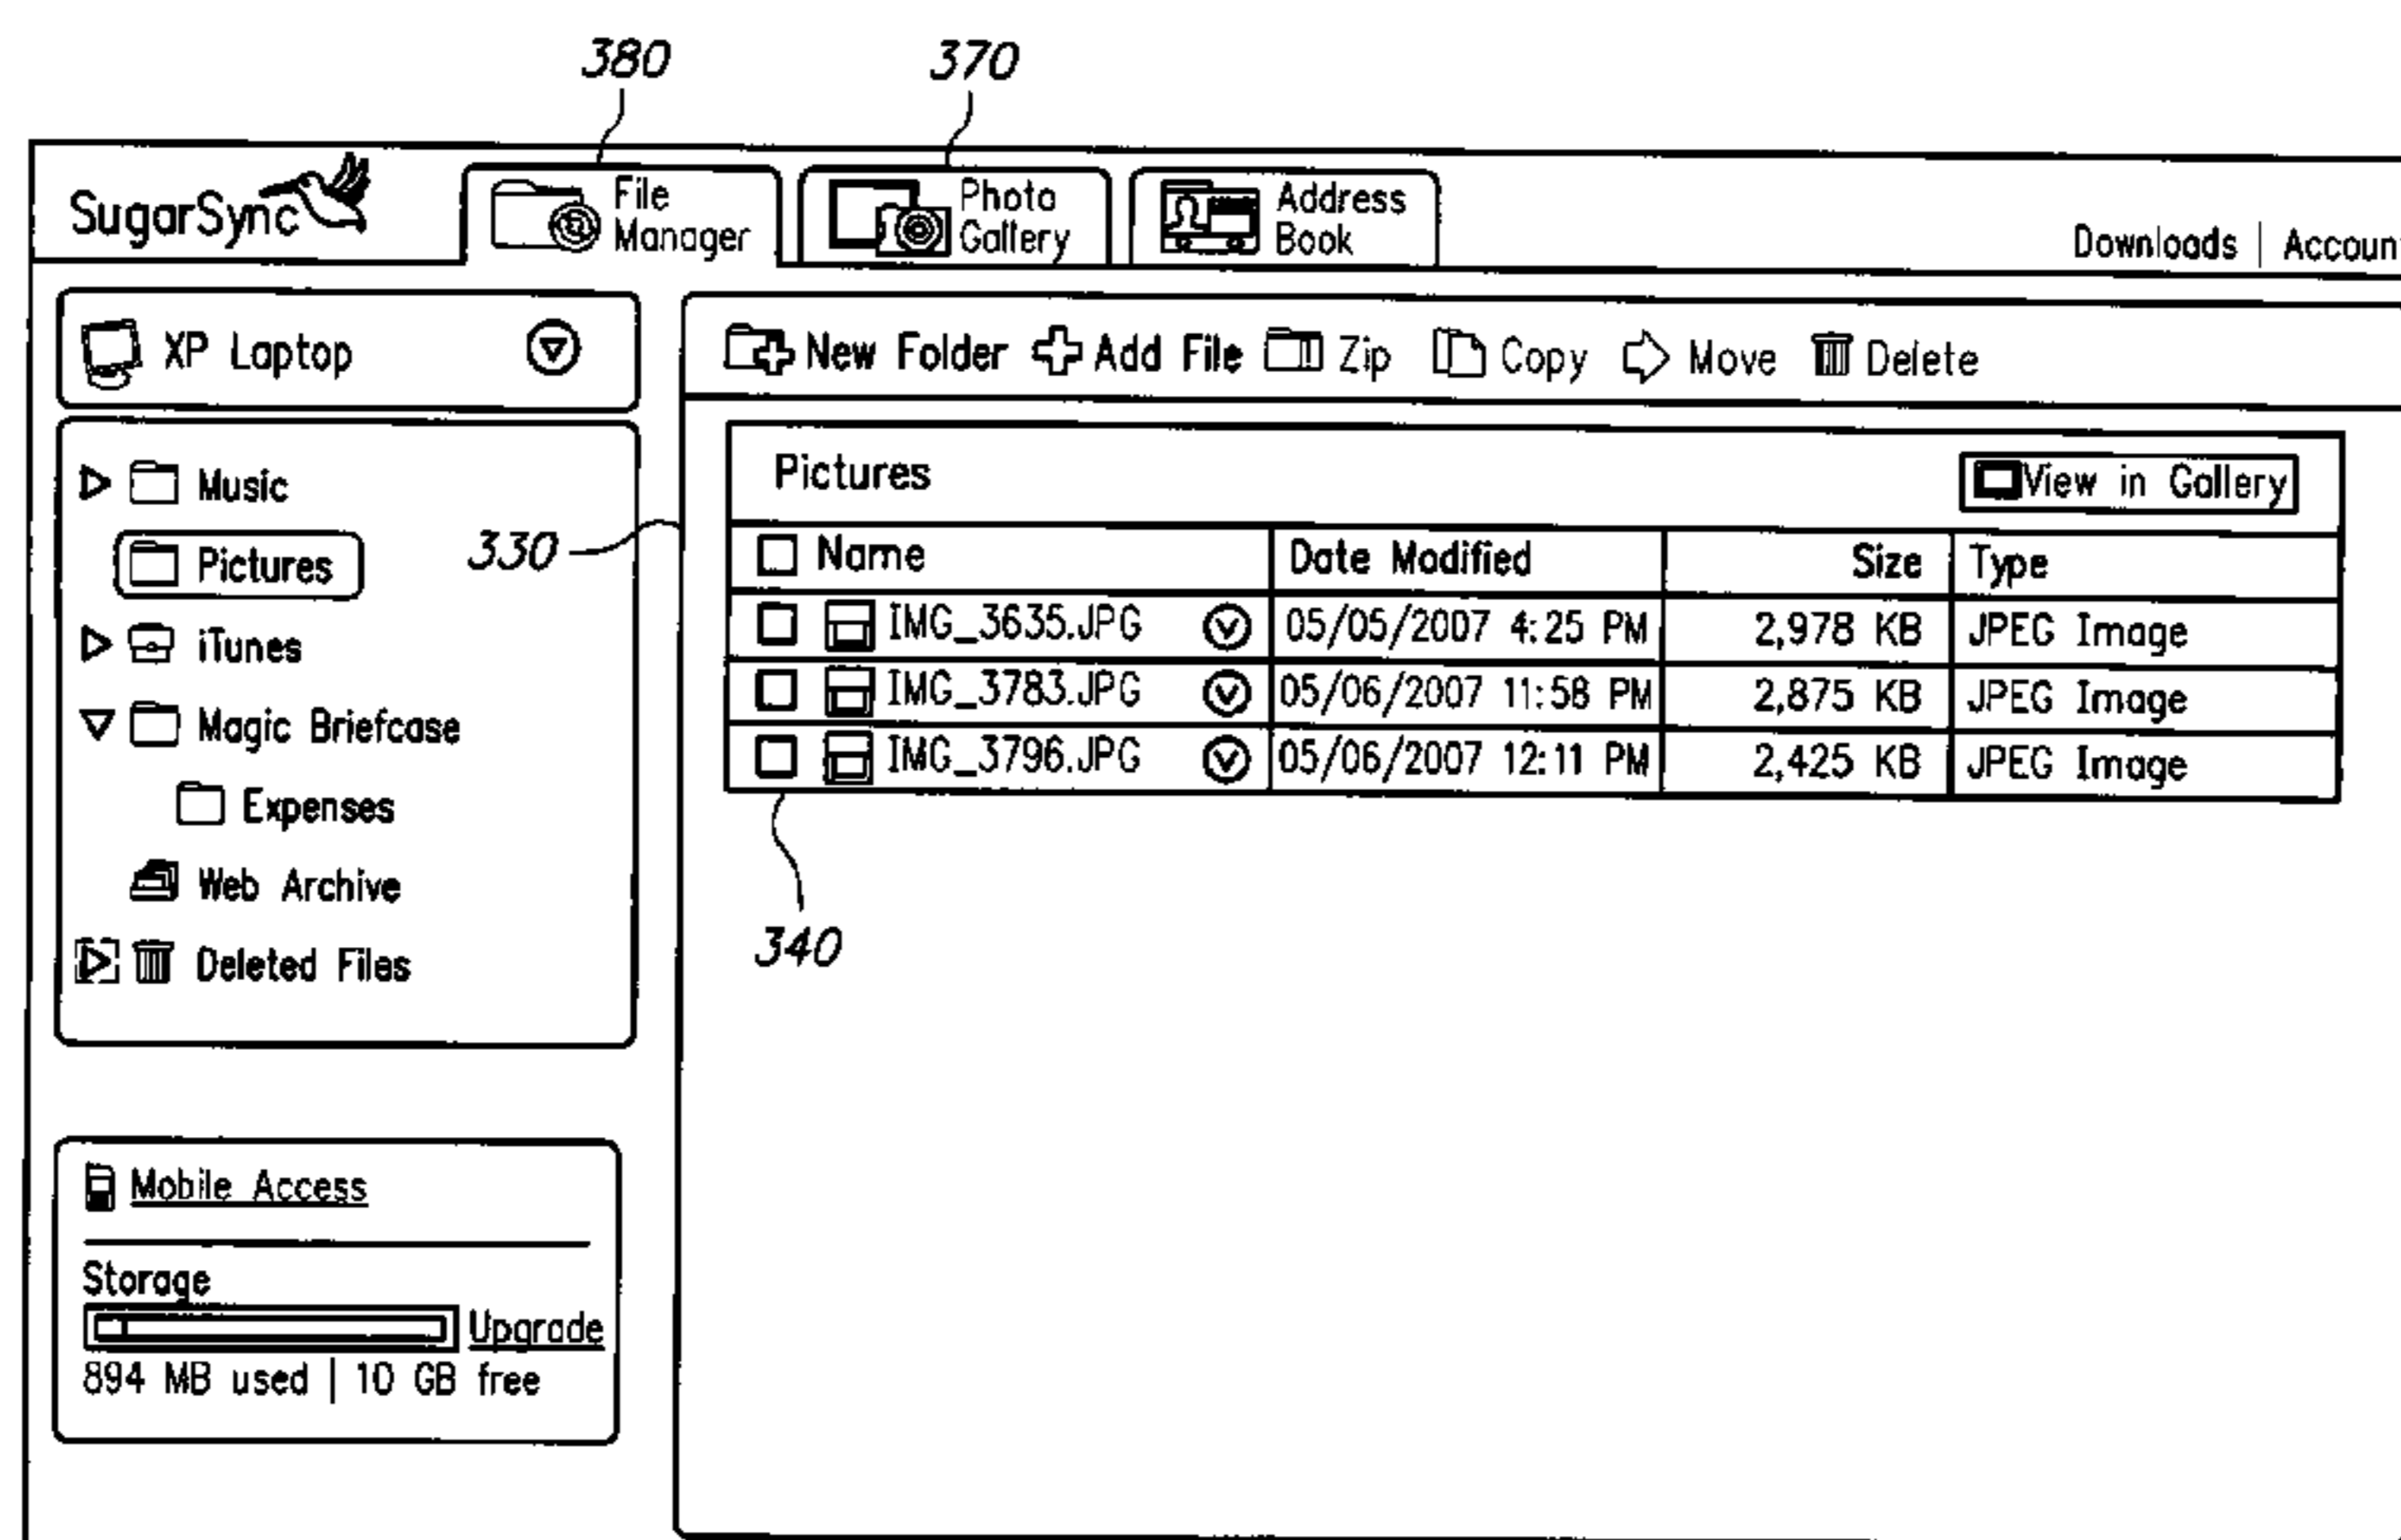 380 370
SugarSync File Manager Photo Gallery Address Book
Downloads | Accoun
XP Laptop
New Folder Add File Zip Copy Move Delete
Music
Pictures
iTunes
Magic Briefcase
Expenses
Web Archive
Deleted Files
330
Pictures View in Gallery
Name Date Modified Size Type
IMG_3635.JPG 05/05/2007 4:25 PM 2,978 KB JPEG Image
IMG_3783.JPG 05/06/2007 11:58 PM 2,875 KB JPEG Image
IMG_3796.JPG 05/06/2007 12:11 PM 2,425 KB JPEG Image
340
Mobile Access
Storage
Upgrade
894 MB used | 10 GB free